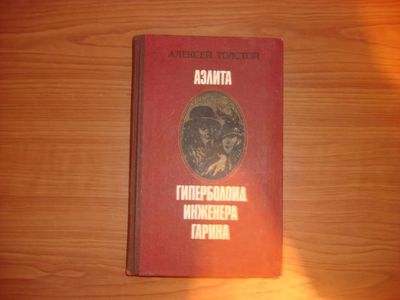 АЛЕКСЕЙ ТОЛСТОЙ
АЭЛИТА
ГИПЕРБОЛОИД
ИНЖЕНЕРА
ГАРИНА